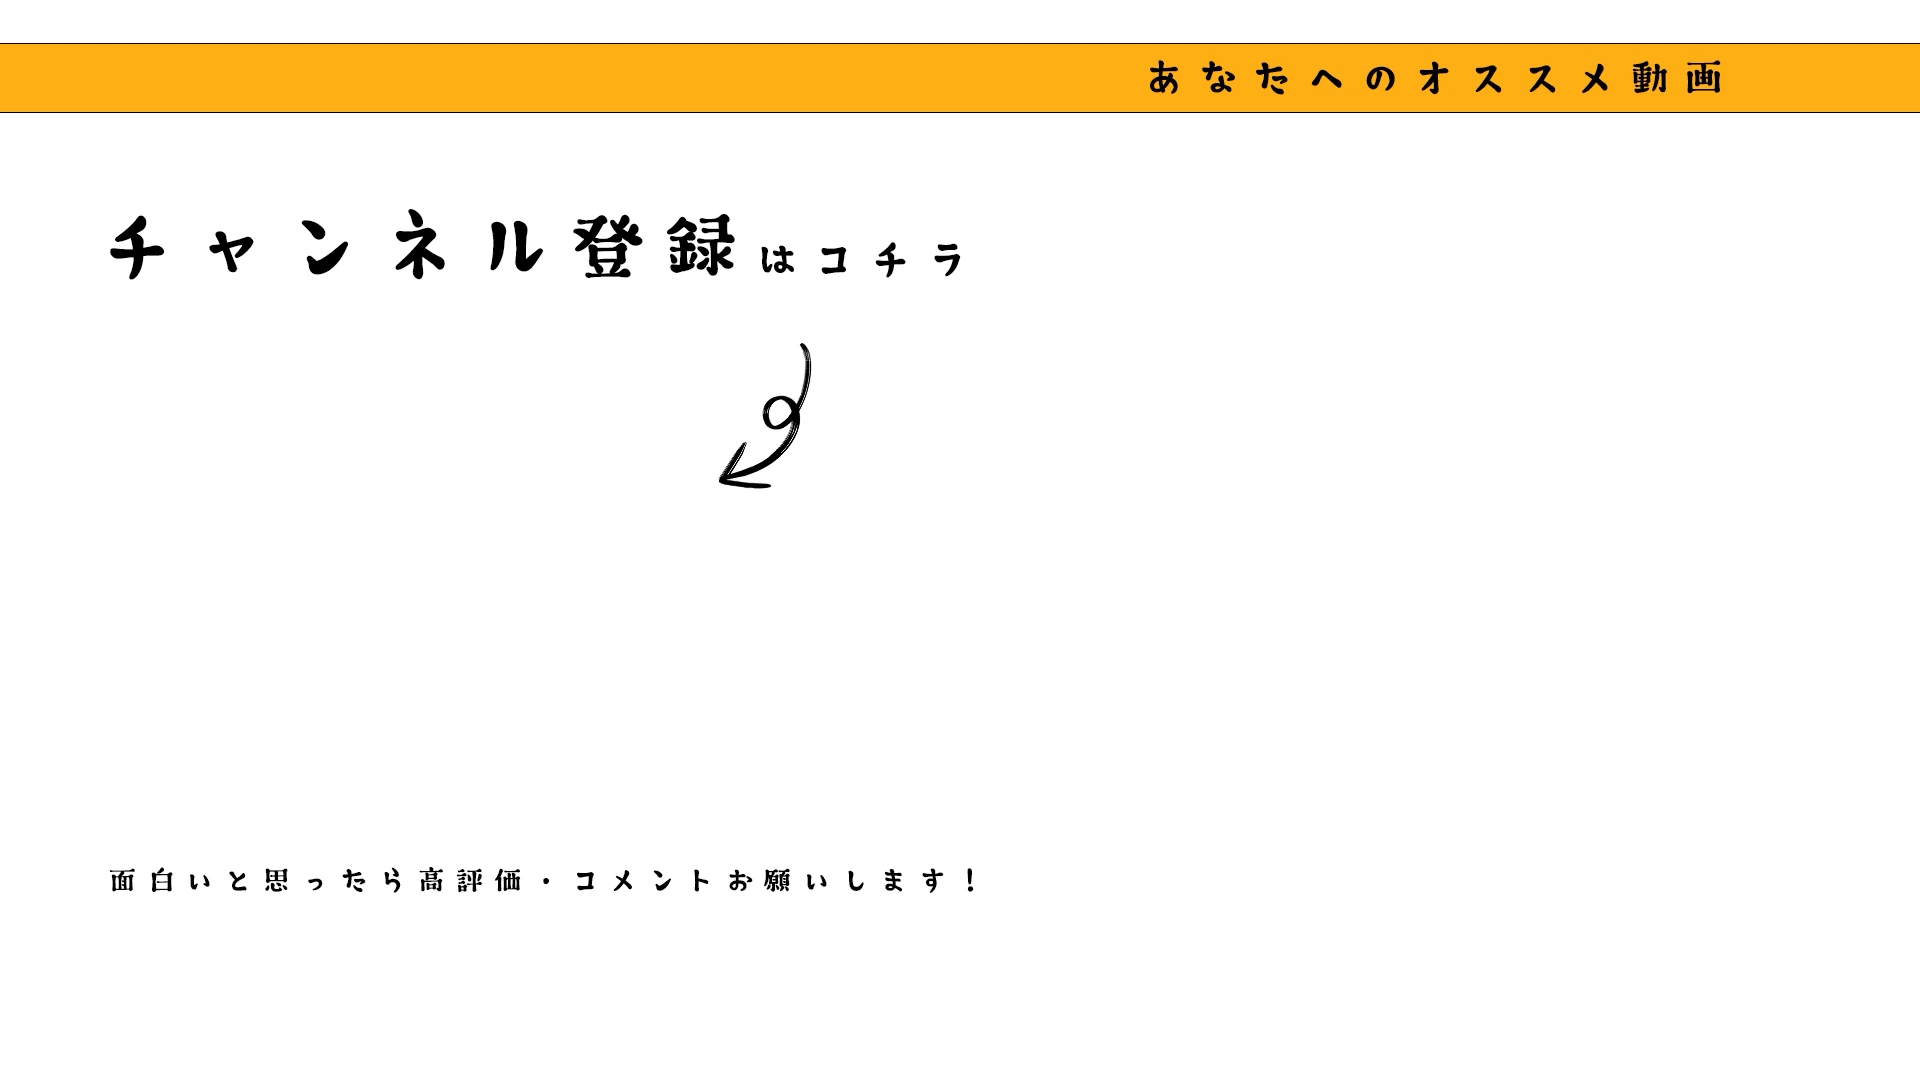 あなたへのオススメ動画
チャンネル登録はコチラ
面白いと思ったら高評価・コメントお願いします！